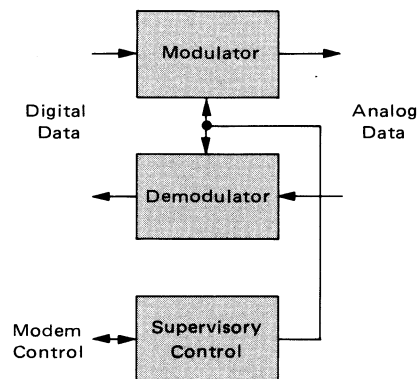 Modulator
Digital
Data
Analog
Data
Demodulator
Modem
Control
Supervisory
Control